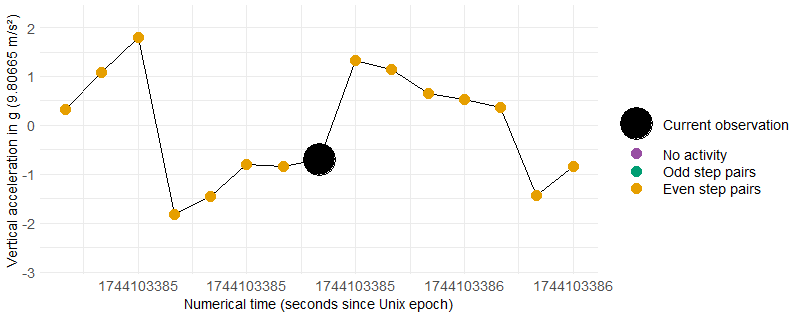 Vertical acceleration in g (9.80665 m/s²)
2
1
0
-1
-2
-3
1744103385 1744103385 1744103385 1744103386 1744103386
Numerical time (seconds since Unix epoch)
Current observation
No activity
Odd step pairs
Even step pairs